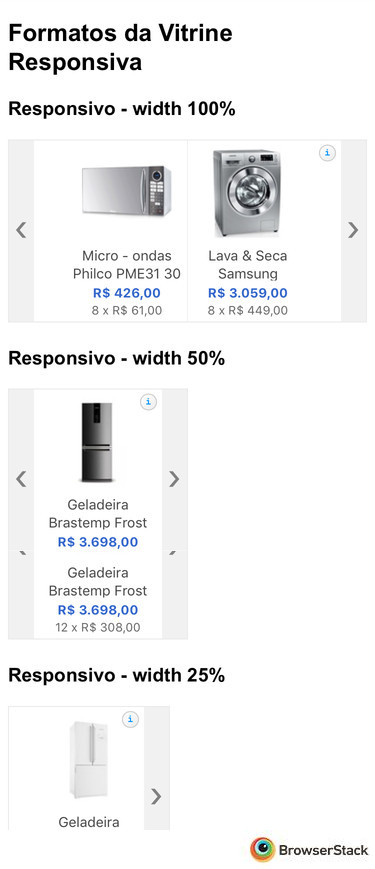 Formatos da Vitrine
Responsiva
Responsivo - width 100%
i
Micro - ondas
Philco PME31 30
R$ 426,00
8 x R$ 61,00
Lava & Seca
Samsung
R$ 3.059,00
8 x R$ 449,00
Responsivo - width 50%
i
Geladeira
Brastemp Frost
R$ 3.698,00
Geladeira
Brastemp Frost
R$ 3.698,00
12 x R$ 308,00
Responsivo - width 25%
i
Geladeira
BrowserStack